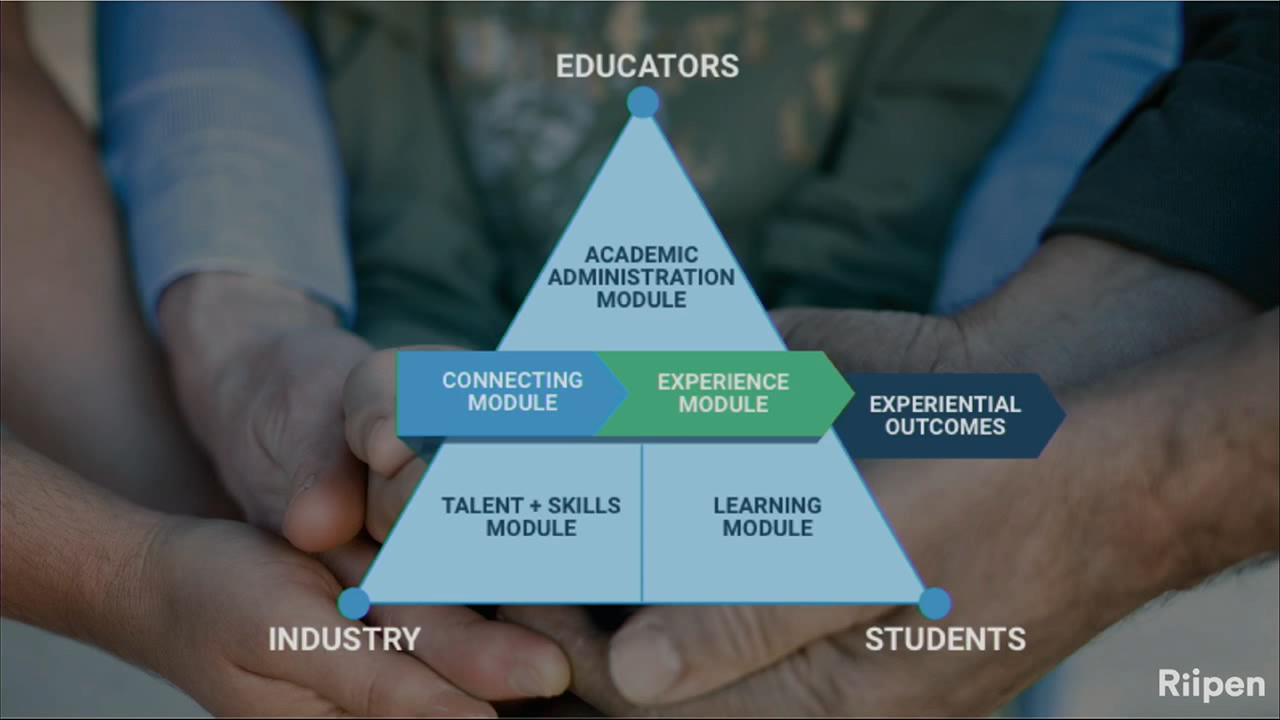 EDUCATORS
ACADEMIC
ADMINISTRATION
MODULE
CONNECTING
MODULE
EXPERIENCE
MODULE
EXPERIENTIAL
OUTCOMES
TALENT + SKILLS
MODULE
LEARNING
MODULE
INDUSTRY
STUDENTS
Riipen